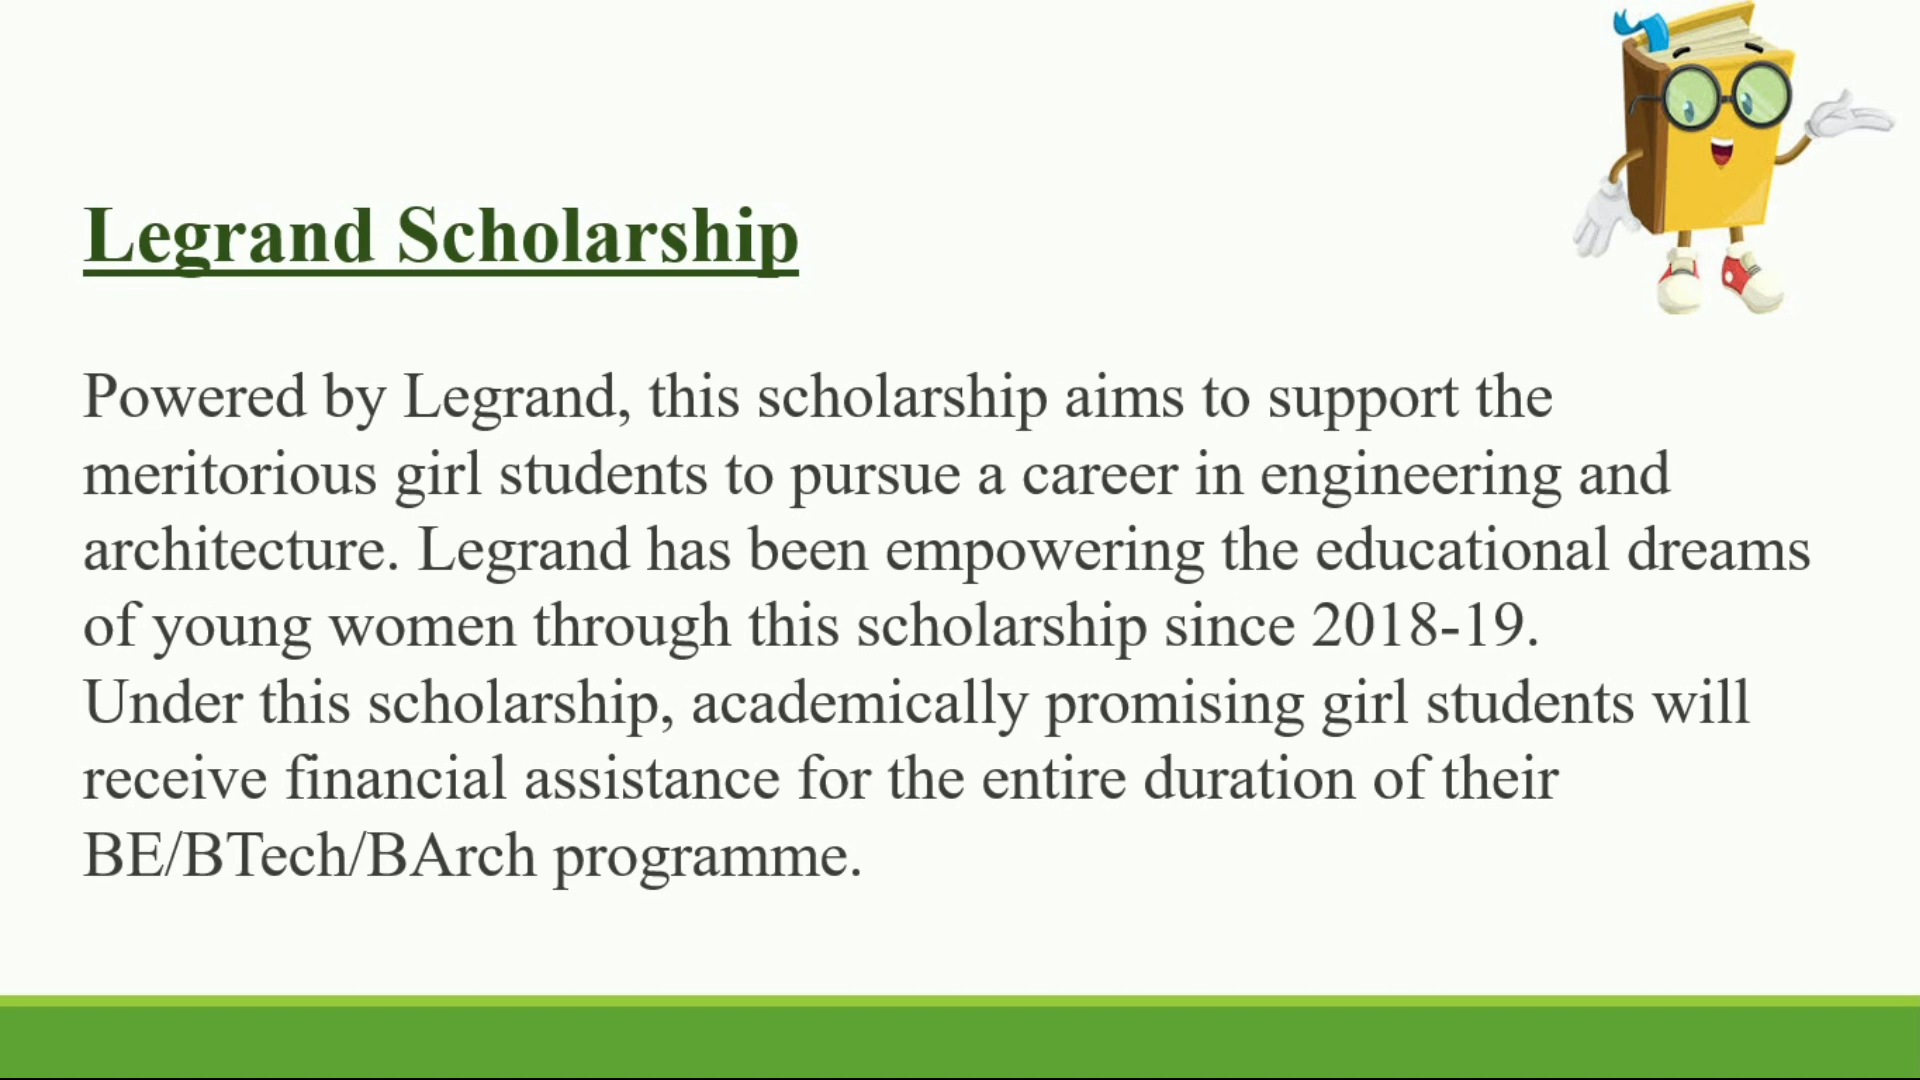 Legrand Scholarship
Powered by Legrand, this scholarship aims to support the
meritorious girl students to pursue a career in engineering and
architecture. Legrand has been empowering the educational dreams
of young women through this scholarship since 2018-19.
Under this scholarship, academically promising girl students will
receive financial assistance for the entire duration of their
BE/BTech/BArch programme.